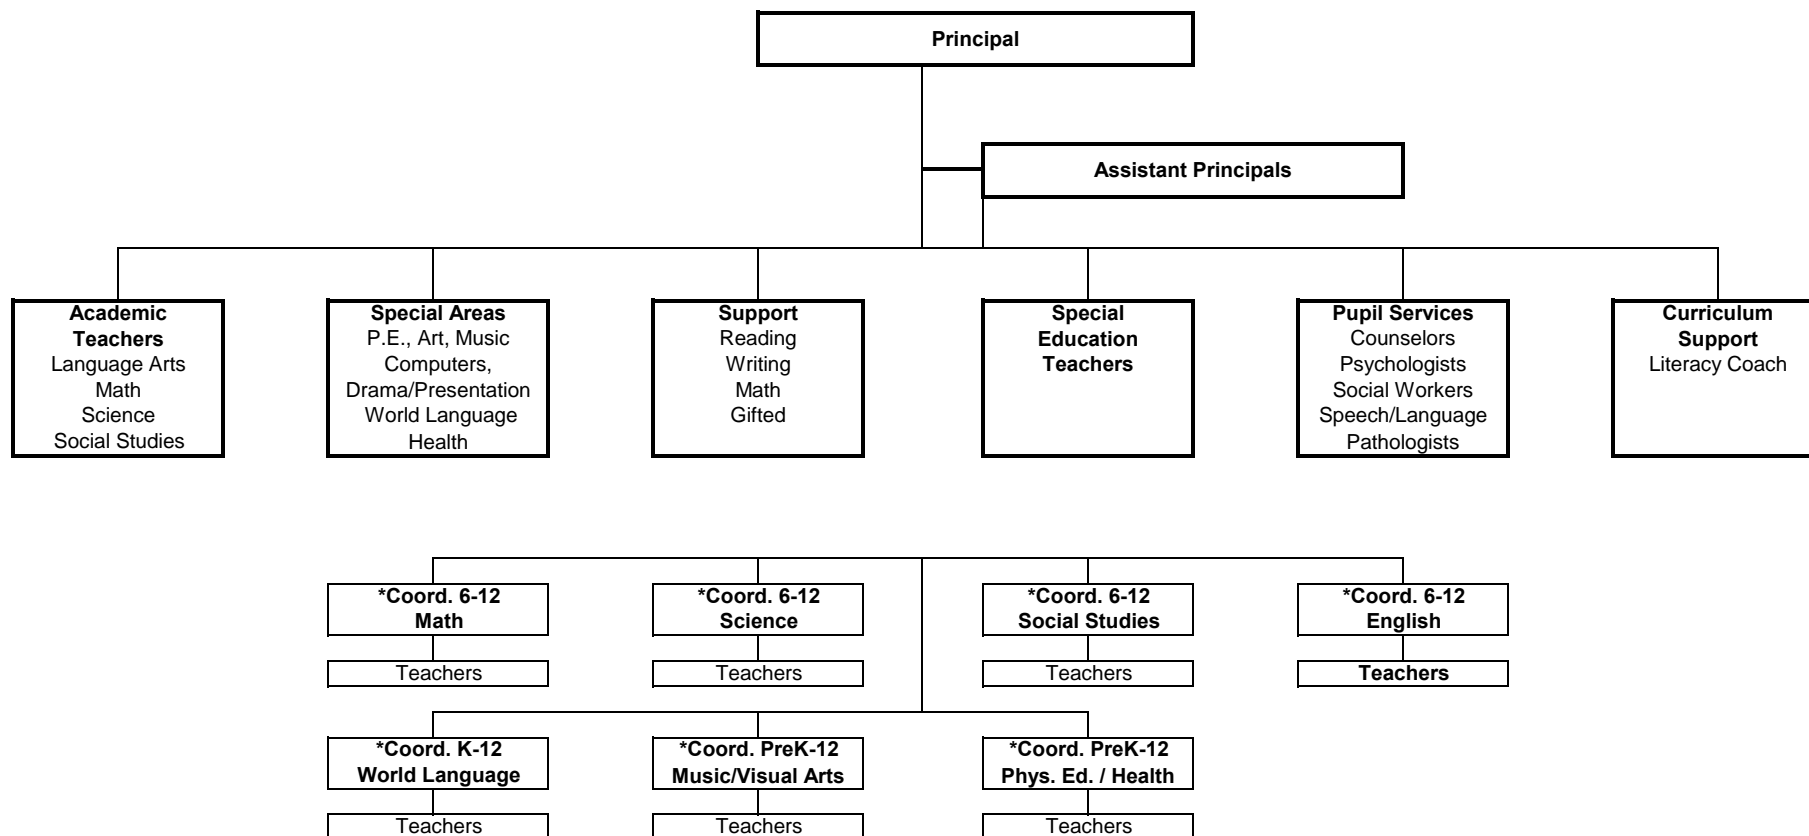 Principal
Assistant Principals
Academic
Teachers
Language Arts
Math
Science
Social Studies
Special Areas
P.E., Art, Music
Computers,
Drama/Presentation
World Language
Health
Support
Reading
Writing
Math
Gifted
Special
Education
Teachers
Pupil Services
Counselors
Psychologists
Social Workers
Speech/Language
Pathologists
Curriculum
Support
Literacy Coach
*Coord. 6-12
Math
*Coord. 6-12
Science
*Coord. 6-12
Social Studies
*Coord. 6-12
English
Teachers
Teachers
Teachers
Teachers
*Coord. K-12
World Language
*Coord. PreK-12
Music/Visual Arts
*Coord. PreK-12
Phys. Ed. / Health
Teachers
Teachers
Teachers